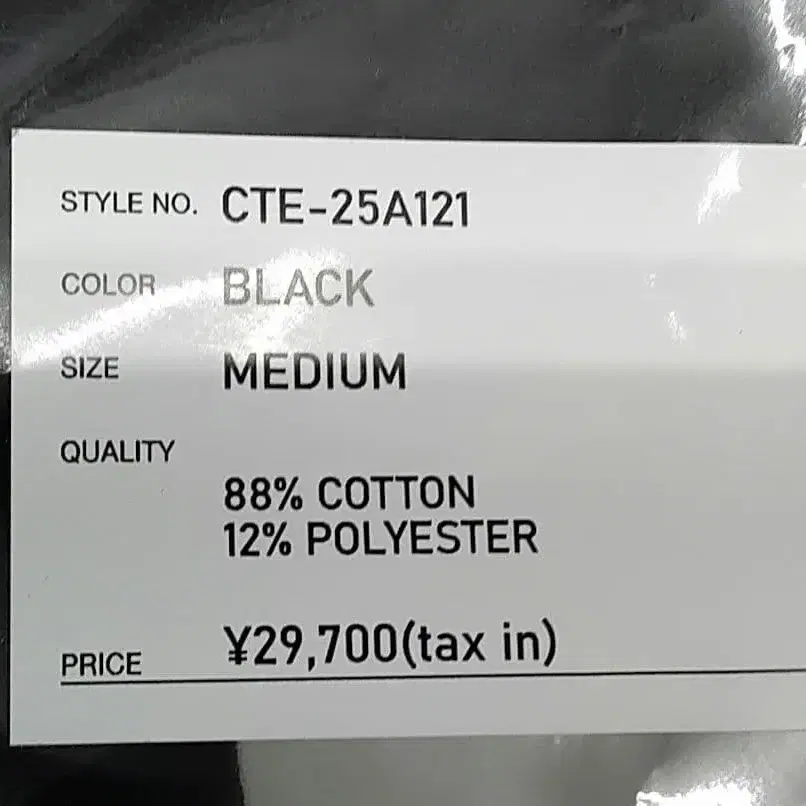 STYLE NO. CTE-25A121
COLOR BLACK
SIZE MEDIUM
QUALITY
88% COTTON
12% POLYESTER
PRICE ¥29,700(tax in)